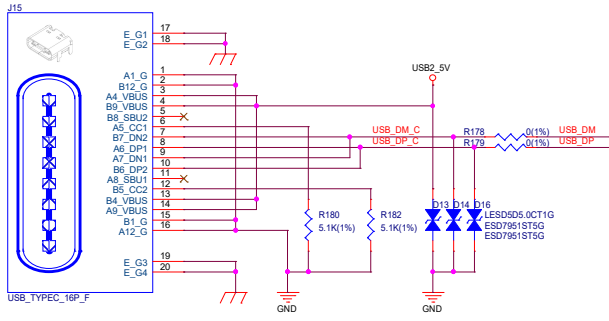 J15
E_G1 17
E_G2 18
A1_G 1
B12_G 2
A4_VBUS 3
B9_VBUS 4
B8_SBU2 5
A5_CC1 6
B7_DN2 7
A6_DP1 8
A7_DN1 9
B6_DP2 10
A8_SBU1 11
B5_CC2 12
B4_VBUS 13
A9_VBUS 14
B1_G 15
A12_G 16
E_G3 19
E_G4 20
USB_TYPEC_16P_F
USB2_5V
USB_DM_C R178 0(1%) USB_DM
USB_DP_C R179 0(1%) USB_DP
R180
5.1K(1%)
R182
5.1K(1%)
D13 D14 D16
LESD5D5.0CT1G
ESD7951ST5G
ESD7951ST5G
GND
GND